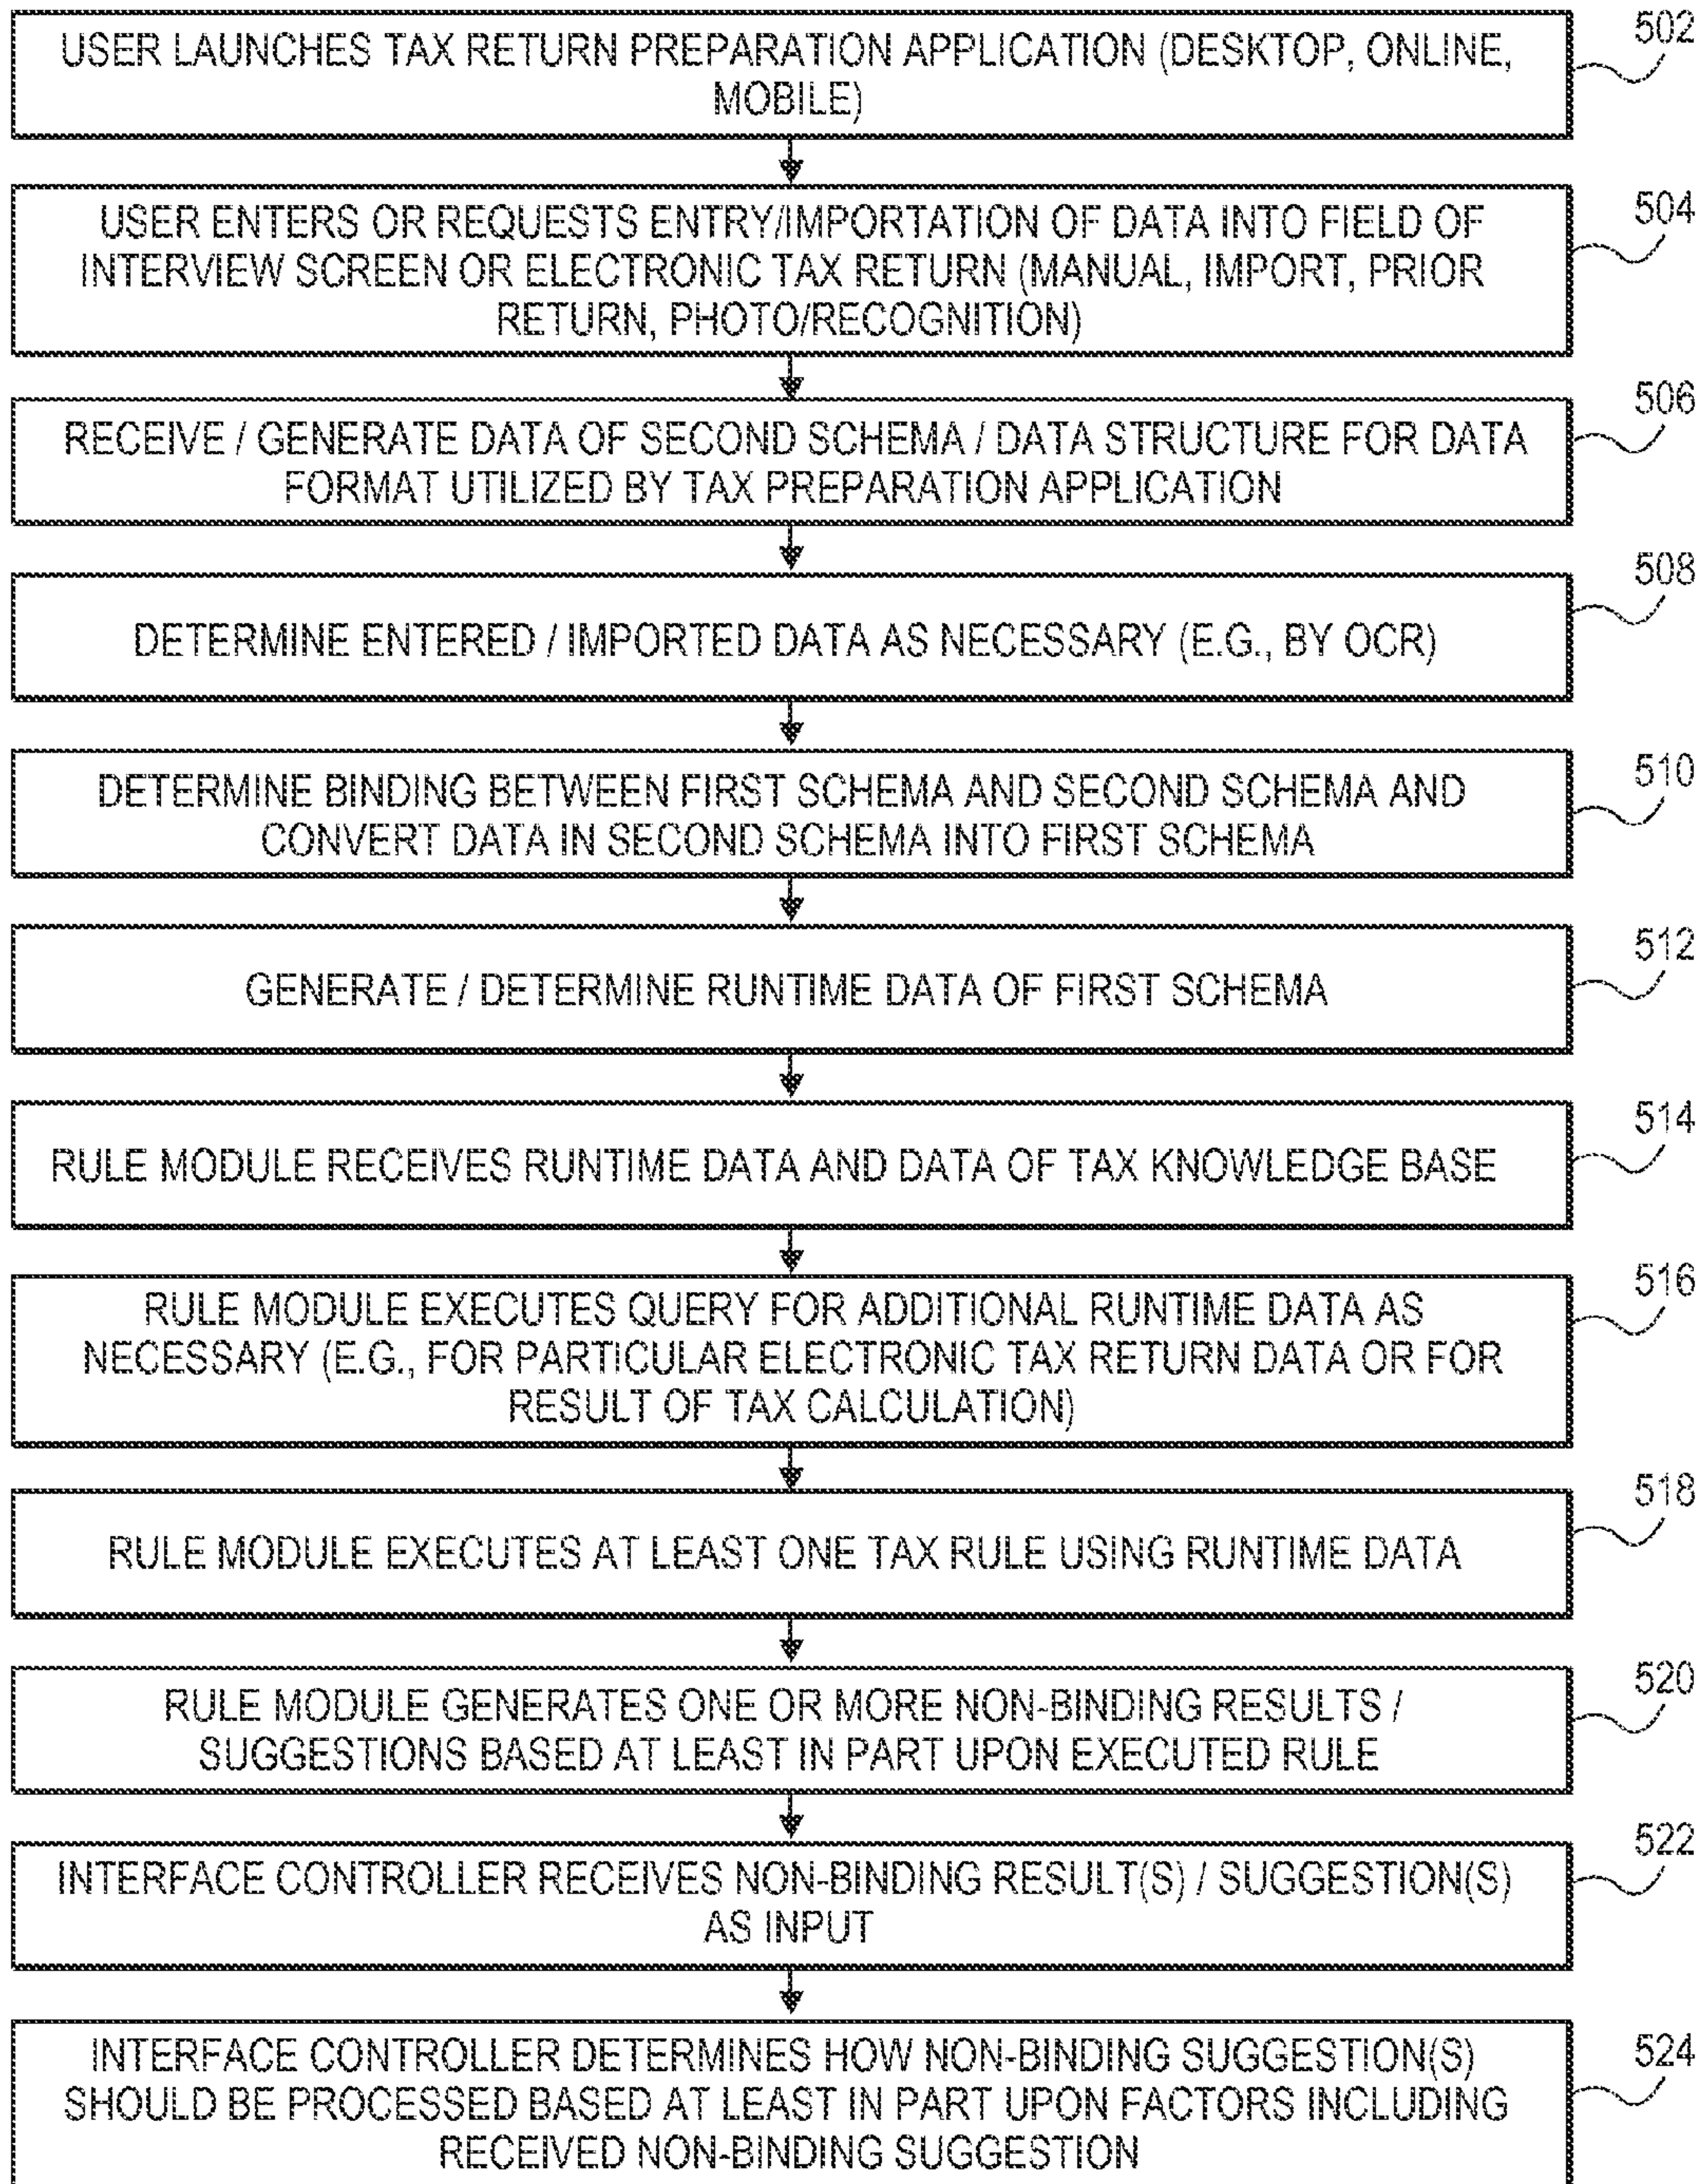 USER LAUNCHES TAX RETURN PREPARATION APPLICATION (DESKTOP, ONLINE,
MOBILE)
502
USER ENTERS OR REQUESTS ENTRY/IMPORTATION OF DATA INTO FIELD OF
INTERVIEW SCREEN OR ELECTRONIC TAX RETURN (MANUAL, IMPORT, PRIOR
RETURN, PHOTO/RECOGNITION)
504
RECEIVE / GENERATE DATA OF SECOND SCHEMA / DATA STRUCTURE FOR DATA
FORMAT UTILIZED BY TAX PREPARATION APPLICATION
506
DETERMINE ENTERED / IMPORTED DATA AS NECESSARY (E.G., BY OCR)
508
DETERMINE BINDING BETWEEN FIRST SCHEMA AND SECOND SCHEMA AND
CONVERT DATA IN SECOND SCHEMA INTO FIRST SCHEMA
510
GENERATE / DETERMINE RUNTIME DATA OF FIRST SCHEMA
512
RULE MODULE RECEIVES RUNTIME DATA AND DATA OF TAX KNOWLEDGE BASE
514
RULE MODULE EXECUTES QUERY FOR ADDITIONAL RUNTIME DATA AS
NECESSARY (E.G., FOR PARTICULAR ELECTRONIC TAX RETURN DATA OR FOR
RESULT OF TAX CALCULATION)
516
RULE MODULE EXECUTES AT LEAST ONE TAX RULE USING RUNTIME DATA
518
RULE MODULE GENERATES ONE OR MORE NON-BINDING RESULTS /
SUGGESTIONS BASED AT LEAST IN PART UPON EXECUTED RULE
520
INTERFACE CONTROLLER RECEIVES NON-BINDING RESULT(S) / SUGGESTION(S)
AS INPUT
522
INTERFACE CONTROLLER DETERMINES HOW NON-BINDING SUGGESTION(S)
SHOULD BE PROCESSED BASED AT LEAST IN PART UPON FACTORS INCLUDING
RECEIVED NON-BINDING SUGGESTION
524